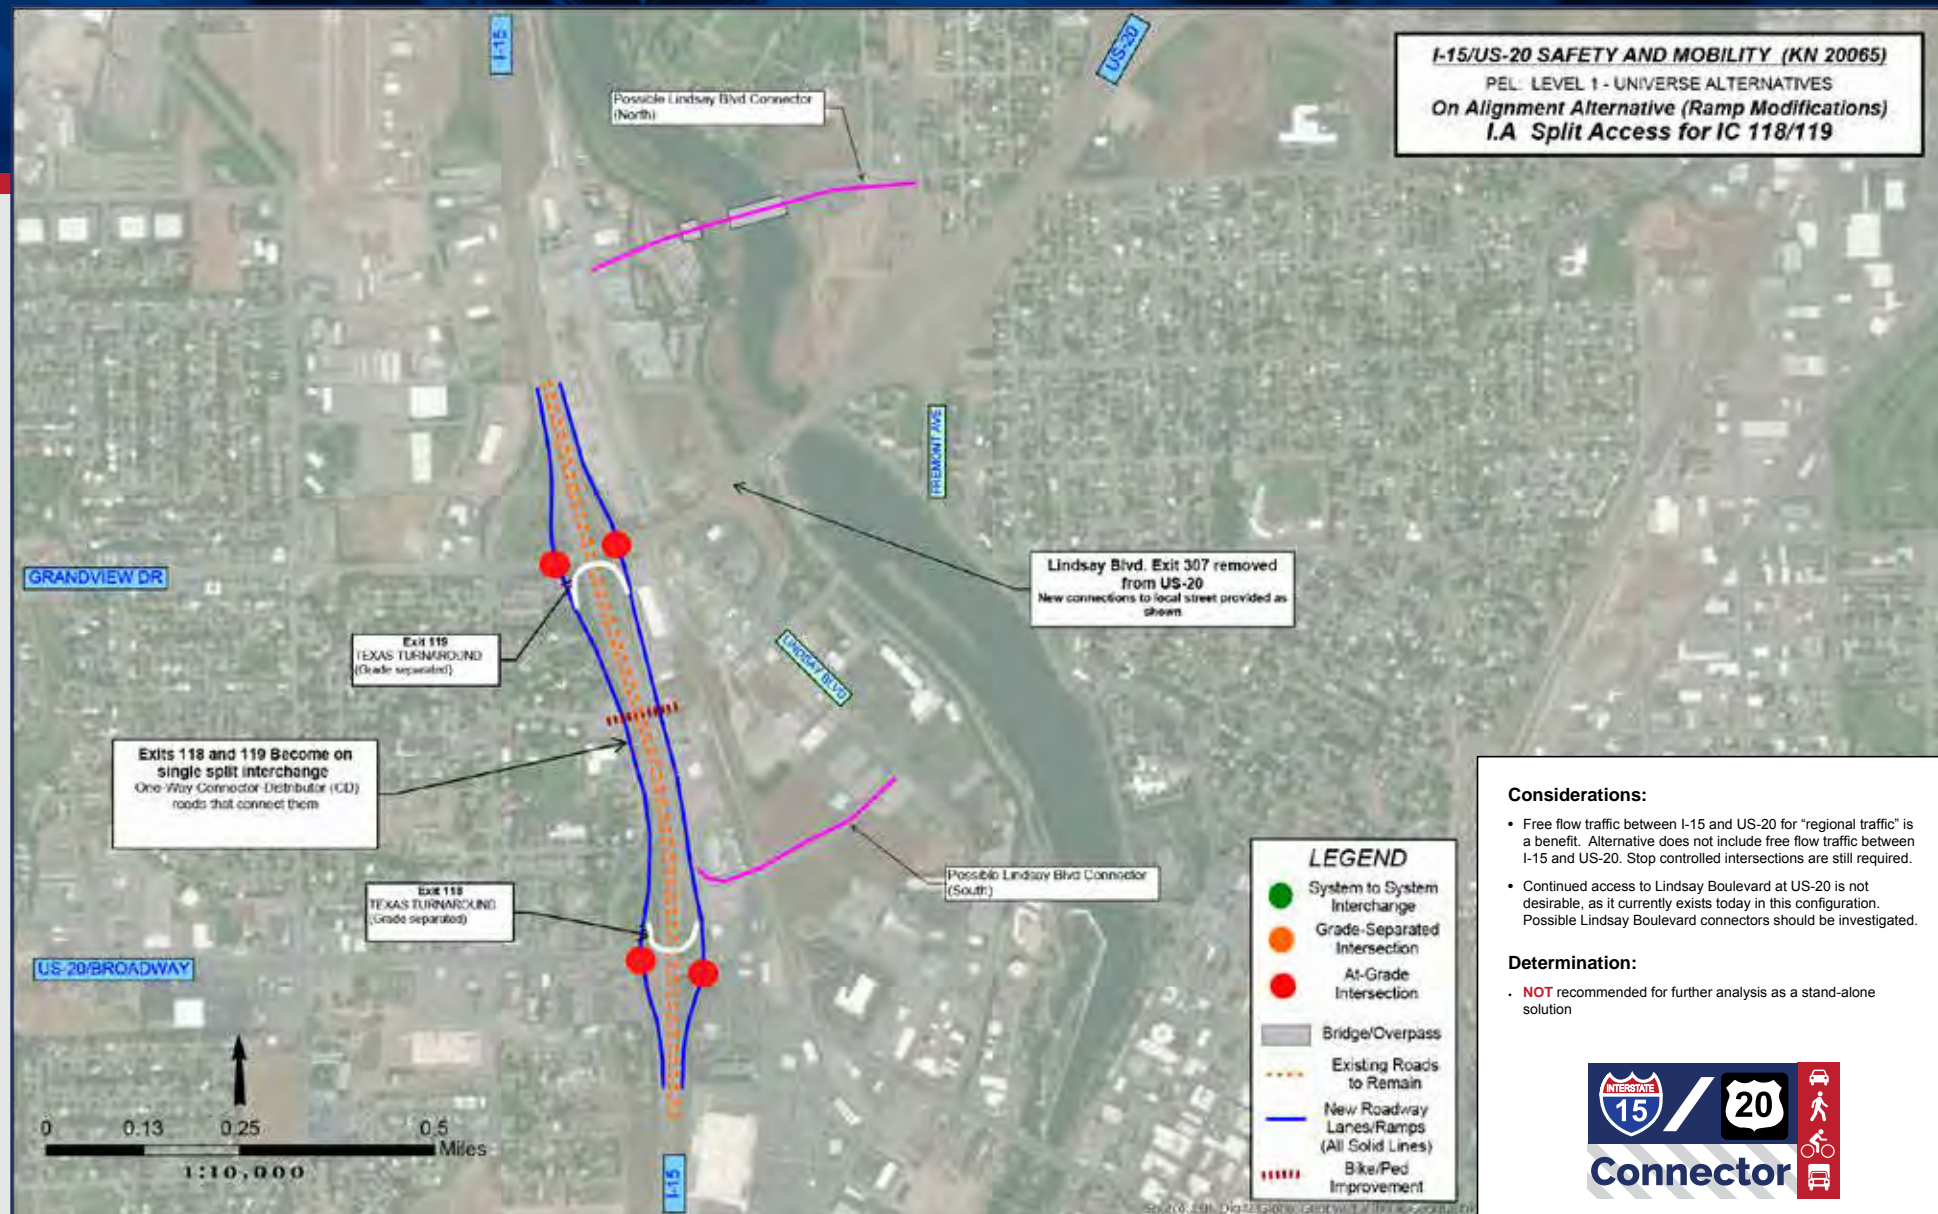 I-15
US-20
I-15/US-20 SAFETY AND MOBILITY (KN 20065)
PEL: LEVEL 1 - UNIVERSE ALTERNATIVES
On Alignment Alternative (Ramp Modifications)
I.A Split Access for IC 118/119
Possible Lindsay Blvd Connector
(North)
FREMONT AVE
GRANDVIEW DR
Lindsay Blvd. Exit 307 removed
from US-20
New connections to local street provided as
shown
Exit 119
TEXAS TURNAROUND
(Grade separated)
LINDSAY BLVD
Exits 118 and 119 Become on
single split interchange
One-Way Connector-Distributor (CD)
roads that connect them
Possible Lindsay Blvd Connector
(South)
Exit 118
TEXAS TURNAROUND
(Grade separated)
US-20/BROADWAY
0 0.13 0.25 0.5
Miles
1:10,000
I-15
LEGEND
System to System
Interchange
Grade-Separated
Intersection
At-Grade
Intersection
Bridge/Overpass
Existing Roads
to Remain
New Roadway
Lanes/Ramps
(All Solid Lines)
Bike/Ped
Improvement
Considerations:
• Free flow traffic between I-15 and US-20 for “regional traffic” is
a benefit. Alternative does not include free flow traffic between
I-15 and US-20. Stop controlled intersections are still required.
• Continued access to Lindsay Boulevard at US-20 is not
desirable, as it currently exists today in this configuration.
Possible Lindsay Boulevard connectors should be investigated.
Determination:
. NOT recommended for further analysis as a stand-alone
solution
INTERSTATE
15
20
Connector